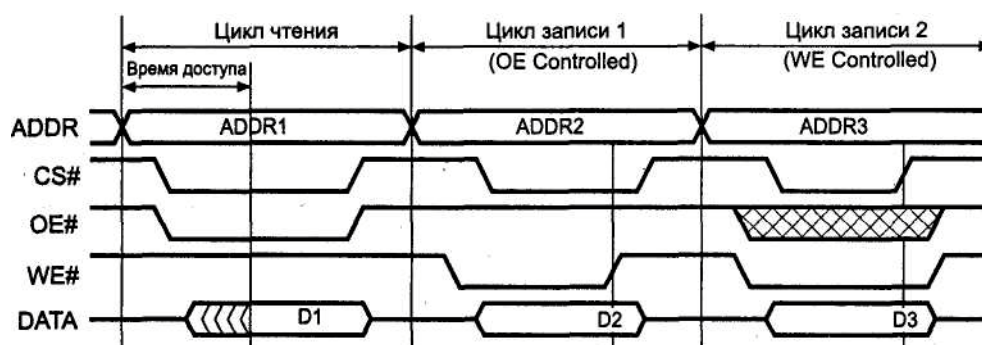 Цикл чтения
Цикл записи 1
(OE Controlled)
Цикл записи 2
(WE Controlled)
Время доступа
ADDR
ADDR1
ADDR2
ADDR3
CS#
OE#
WE#
DATA
D1
D2
D3